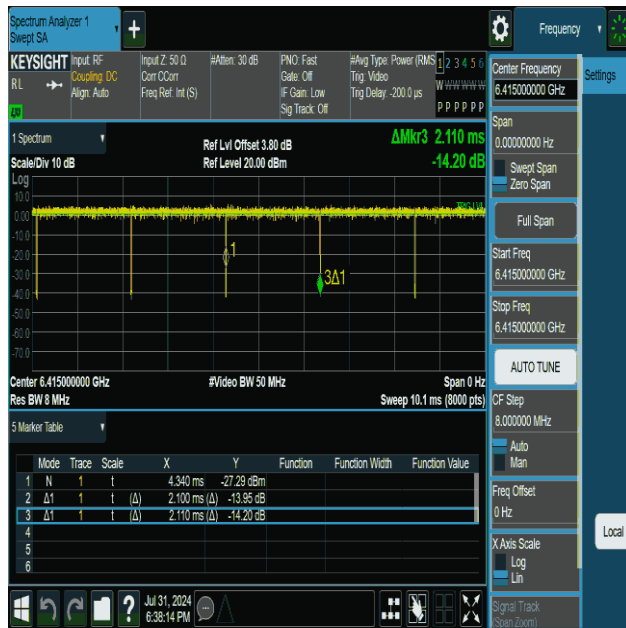 Spectrum Analyzer 1
Swept SA
+
Frequency
KEYSIGHT
RL
Input: RF
Coupling: DC
Align: Auto
Input Z: 50 Ω
Corr CCorr
Freq Ref: Int (S)
#Atten: 30 dB
PNO: Fast
Gate: Off
IF Gain: Low
Sig Track: Off
#Avg Type: Power (RMS
Trig: Video
Trig Delay: -200.0 µs
1 2 3 4 5 6
W W W W W W
P P P P P P
Center Frequency
6.415000000 GHz
Settings
Span
0.00000000 Hz
Swept Span
Zero Span
Full Span
Start Freq
6.415000000 GHz
Stop Freq
6.415000000 GHz
AUTO TUNE
CF Step
8.000000 MHz
Auto
Man
Freq Offset
0 Hz
X Axis Scale
Log
Lin
Signal Track
(Span Zoom)
Local
1 Spectrum
Scale/Div 10 dB
Ref Lvl Offset 3.80 dB
Ref Level 20.00 dBm
ΔMkr3 2.110 ms
-14.20 dB
Log
10.0
0.00
-10.0
-20.0
-30.0
-40.0
-50.0
-60.0
-70.0
TRIG LVL
1
3Δ1
Center 6.415000000 GHz
#Video BW 50 MHz
Span 0 Hz
Res BW 8 MHz
Sweep 10.1 ms (8000 pts)
5 Marker Table
Mode Trace Scale X Y Function Function Width Function Value
1 N 1 t 4.340 ms -27.29 dBm
2 Δ1 1 t (Δ) 2.100 ms (Δ) -13.95 dB
3 Δ1 1 t (Δ) 2.110 ms (Δ) -14.20 dB
4
5
6
?
Jul 31, 2024
6:38:14 PM